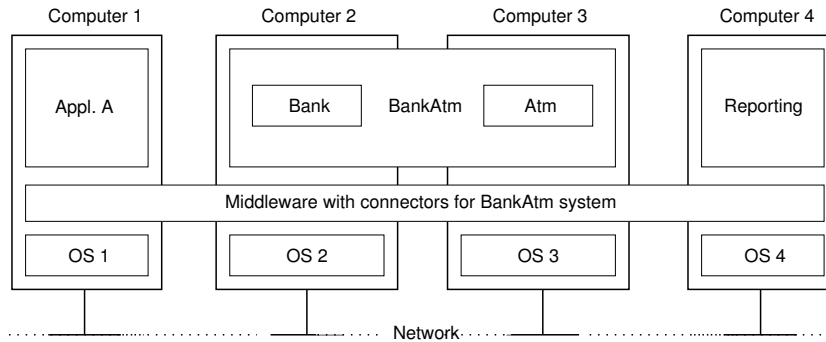 Computer 1 Computer 2 Computer 3 Computer 4
Appl. A Bank BankAtm Atm Reporting
Middleware with connectors for BankAtm system
OS 1 OS 2 OS 3 OS 4
Network